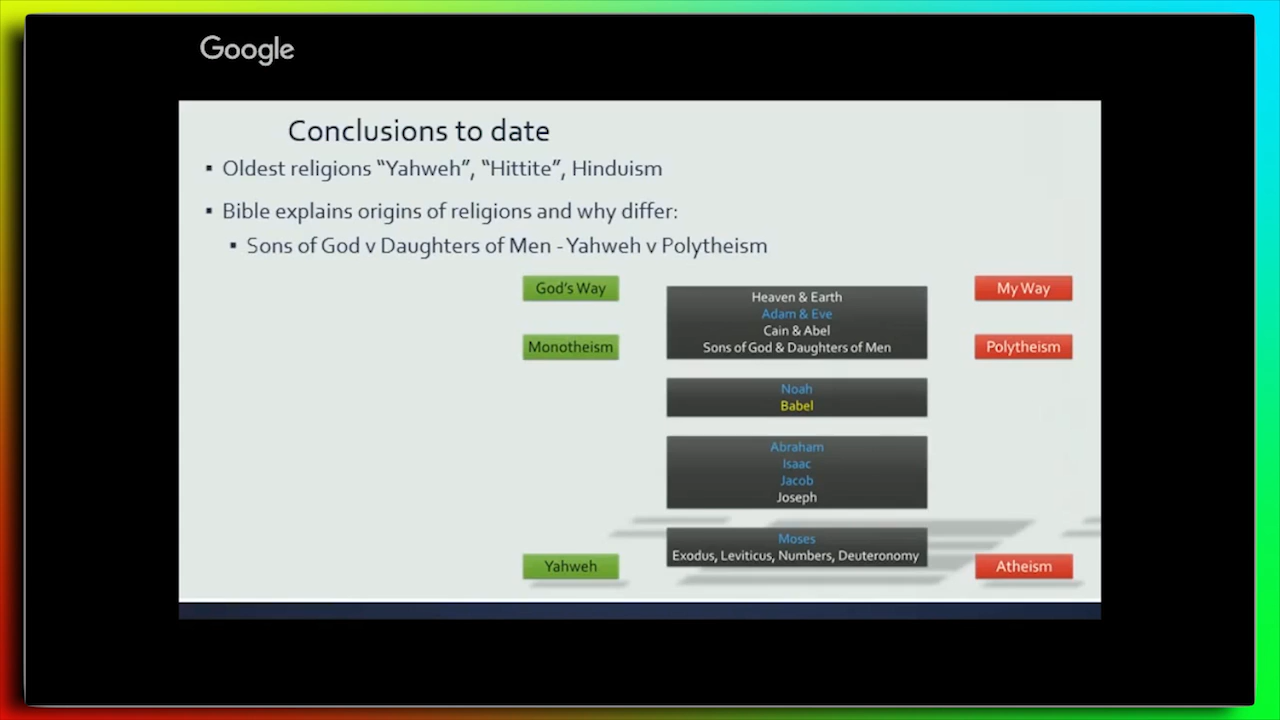 Google
Conclusions to date
▪ Oldest religions “Yahweh”, “Hittite”, Hinduism
▪ Bible explains origins of religions and why differ:
▪ Sons of God v Daughters of Men - Yahweh v Polytheism
God’s Way
Monotheism
Yahweh
Heaven & Earth
Adam & Eve
Cain & Abel
Sons of God & Daughters of Men
Noah
Babel
Abraham
Isaac
Jacob
Joseph
Moses
Exodus, Leviticus, Numbers, Deuteronomy
My Way
Polytheism
Atheism